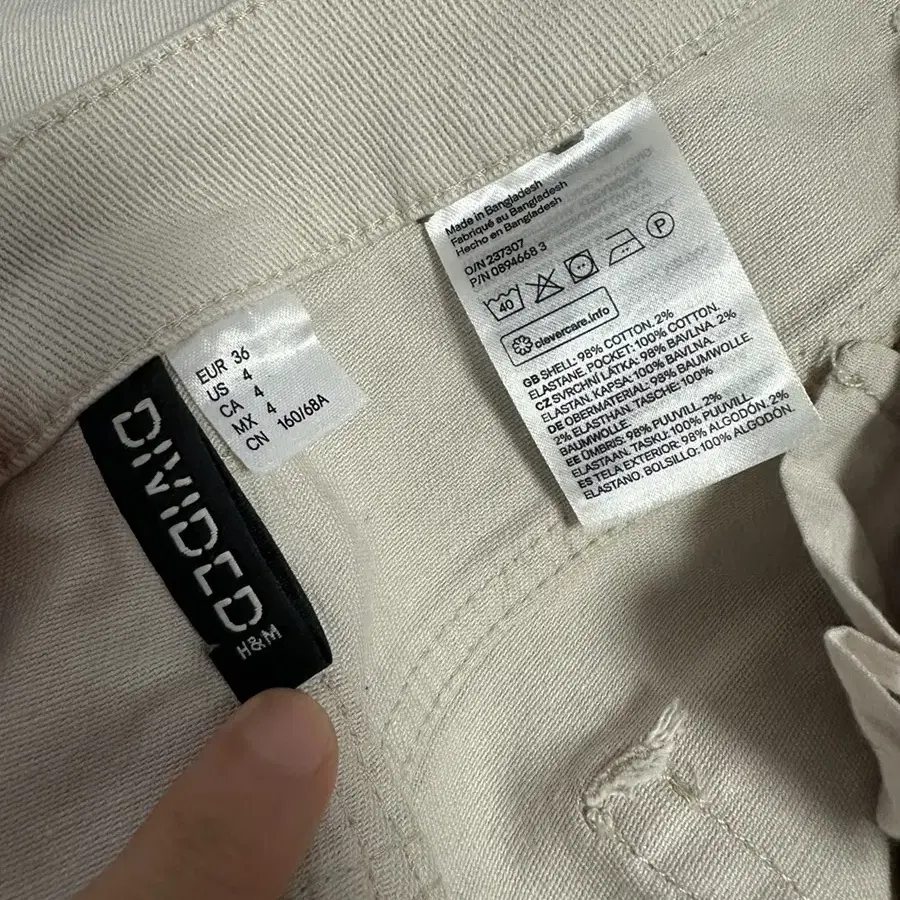 EUR 36
US 4
CA 4
MX 4
CN 160/68A
DIVIDED
H&M
Made in Bangladesh
Fabriqué au Bangladesh
Hecho en Bangladesh
O/N 237307
P/N 0894668 3
40
P
clevercare.info
GB SHELL: 98% COTTON. 2%
ELASTANE. POCKET: 100% COTTON.
CZ SVRCHNI LÁTKA: 98% BAVLNA. 2%
ELASTAN. KAPSA: 100% BAVLNA.
DE OBERMATERIAL: 98% BAUMWOLLE.
2% ELASTHAN. TASCHE: 100%
BAUMWOLLE.
EE ÜMBRIS: 98% PUUVILL. 2%
ELASTAAN. TASKU: 100% PUUVILL.
ES TELA EXTERIOR: 98% ALGODÓN. 2%
ELASTANO. BOLSILLO: 100% ALGODÓN.